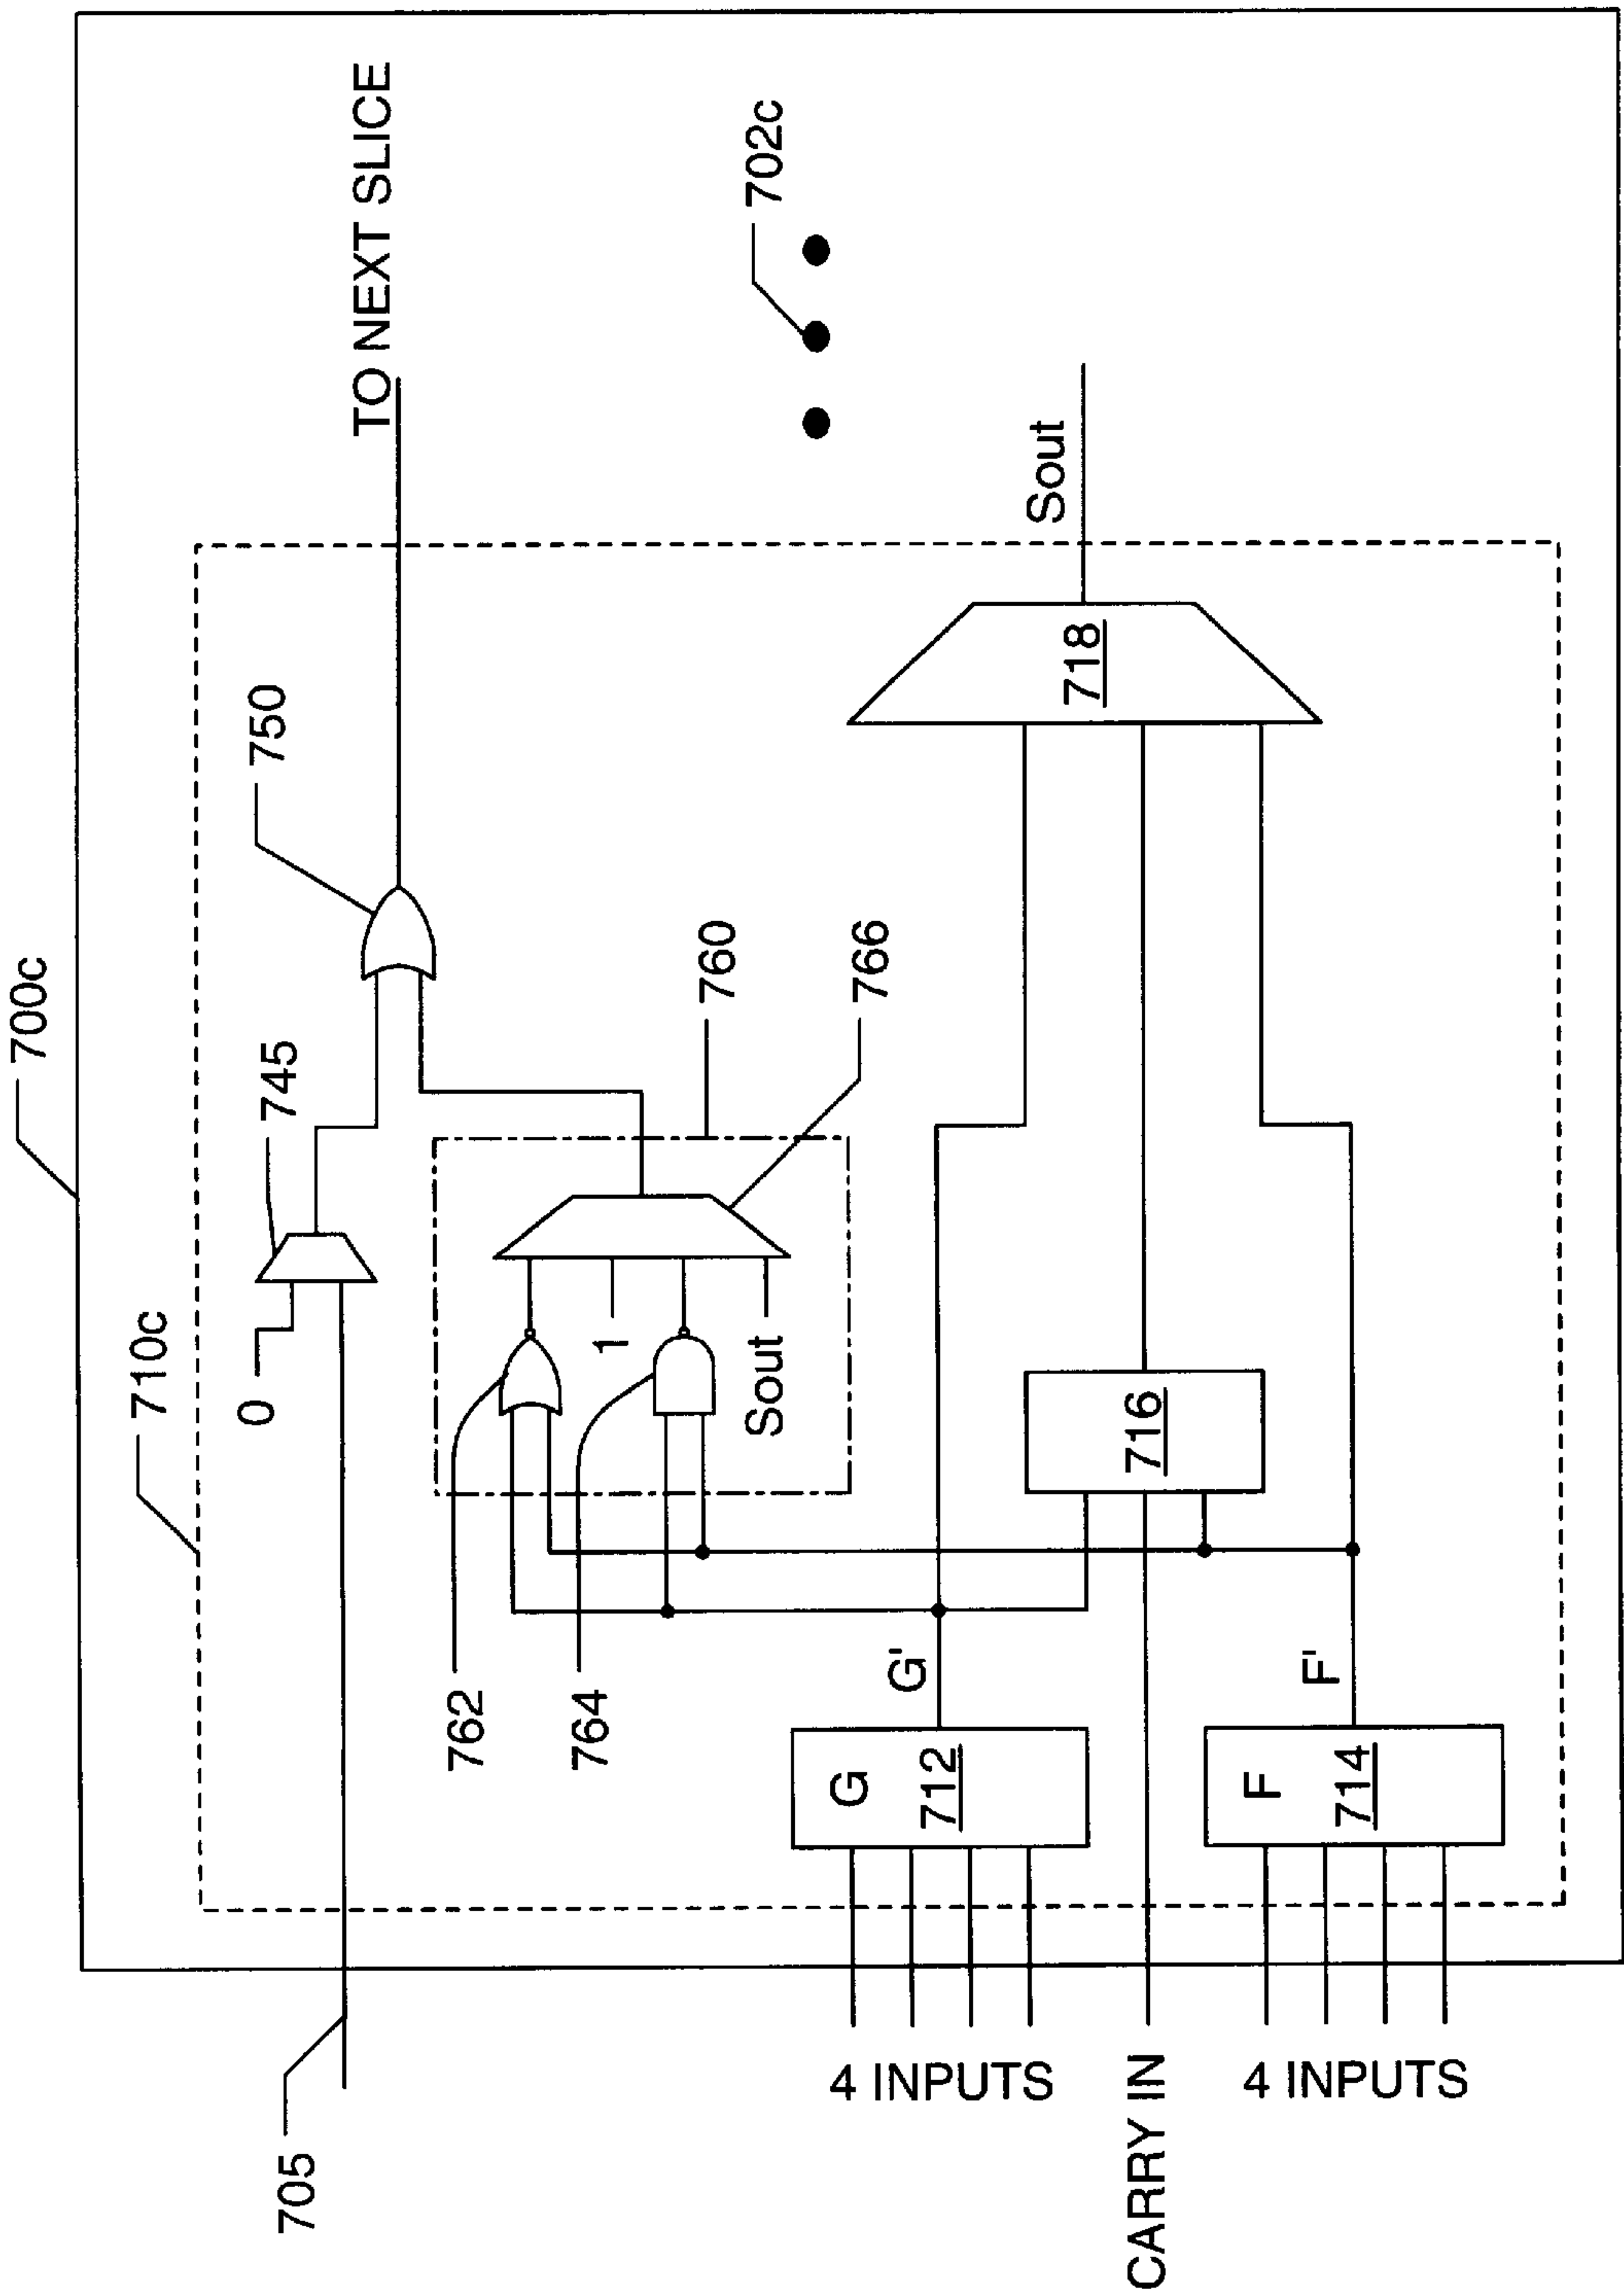 700c
710c
745
750
TO NEXT SLICE
0
705
762
764
1
Sout
760
766
702c
G'
G
712
4 INPUTS
CARRY IN
716
718
Sout
F'
F
714
4 INPUTS